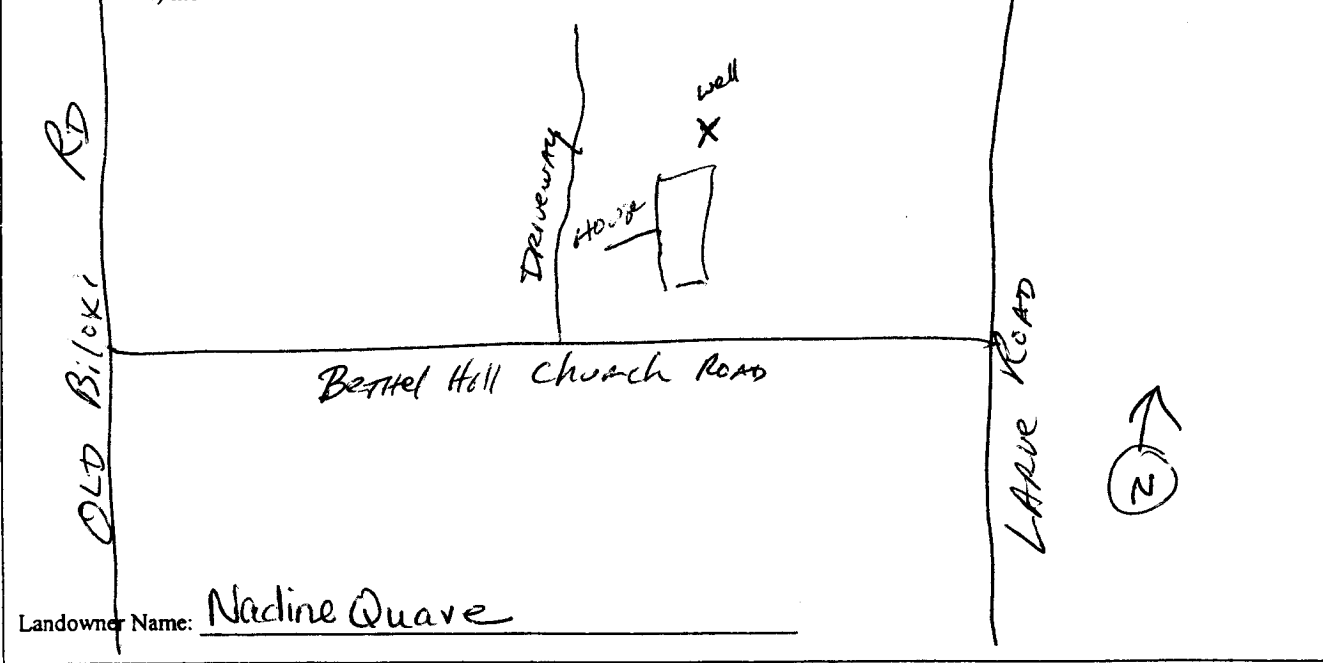 well
X
RD
DRIVEWAY
House
OLD Biloxi
Bethel Hill Church ROAD
LARUE ROAD
N
Landowner Name: Nadine Quave